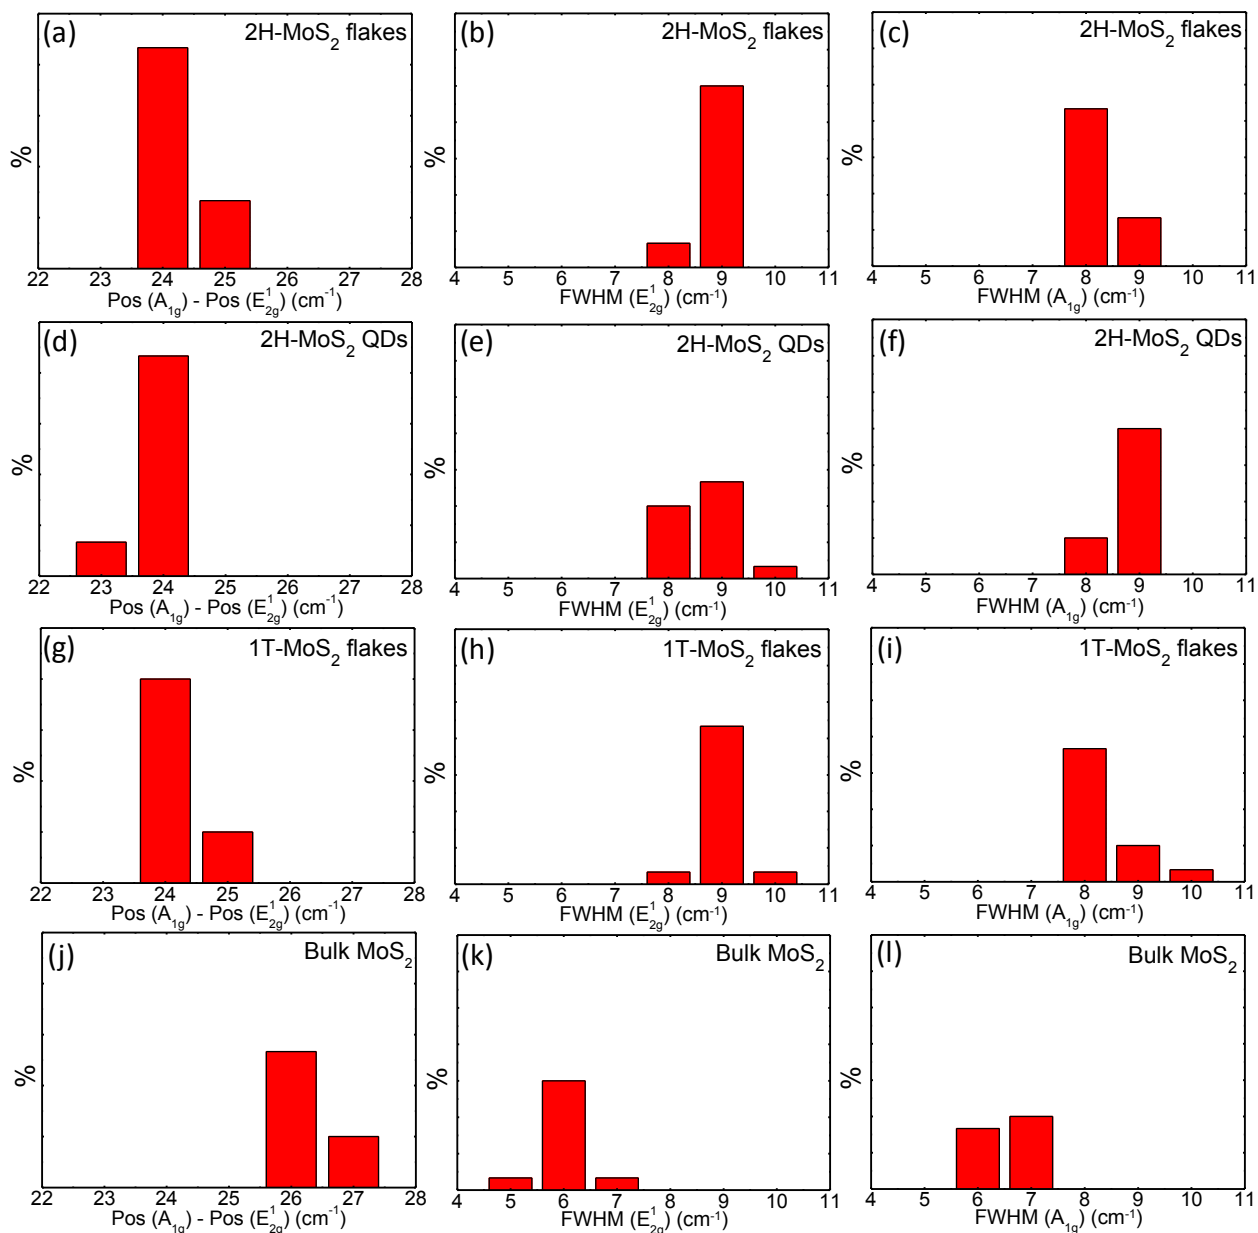 (a) 2H-MoS2 flakes
%
22 23 24 25 26 27 28
Pos (A1g) - Pos (E¹2g) (cm⁻¹)
(b) 2H-MoS2 flakes
%
4 5 6 7 8 9 10 11
FWHM (E¹2g) (cm⁻¹)
(c) 2H-MoS2 flakes
%
4 5 6 7 8 9 10 11
FWHM (A1g) (cm⁻¹)
(d) 2H-MoS2 QDs
%
22 23 24 25 26 27 28
Pos (A1g) - Pos (E¹2g) (cm⁻¹)
(e) 2H-MoS2 QDs
%
4 5 6 7 8 9 10 11
FWHM (E¹2g) (cm⁻¹)
(f) 2H-MoS2 QDs
%
4 5 6 7 8 9 10 11
FWHM (A1g) (cm⁻¹)
(g) 1T-MoS2 flakes
%
22 23 24 25 26 27 28
Pos (A1g) - Pos (E¹2g) (cm⁻¹)
(h) 1T-MoS2 flakes
%
4 5 6 7 8 9 10 11
FWHM (E¹2g) (cm⁻¹)
(i) 1T-MoS2 flakes
%
4 5 6 7 8 9 10 11
FWHM (A1g) (cm⁻¹)
(j) Bulk MoS2
%
22 23 24 25 26 27 28
Pos (A1g) - Pos (E¹2g) (cm⁻¹)
(k) Bulk MoS2
%
4 5 6 7 8 9 10 11
FWHM (E¹2g) (cm⁻¹)
(l) Bulk MoS2
%
4 5 6 7 8 9 10 11
FWHM (A1g) (cm⁻¹)